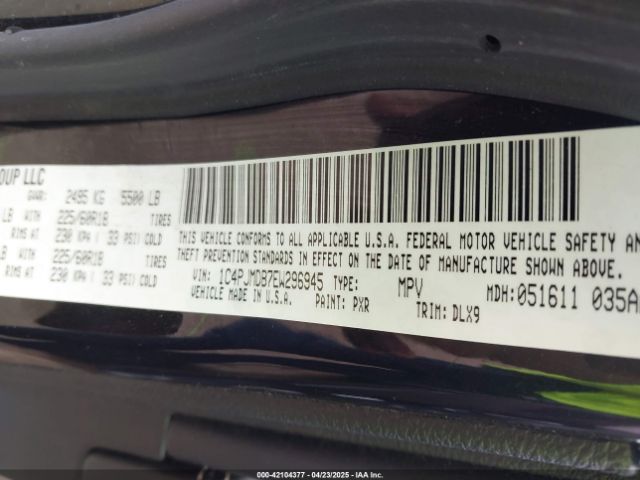 OUP LLC
GVWR: 2495 KG 5500 LB
LB WITH 225/60R18 TIRES
RIMS AT 230 KPA ( 33 PSI) COLD
LB WITH 225/60R18 TIRES
RIMS AT 230 KPA ( 33 PSI) COLD
THIS VEHICLE CONFORMS TO ALL APPLICABLE U.S.A. FEDERAL MOTOR VEHICLE SAFETY AN
THEFT PREVENTION STANDARDS IN EFFECT ON THE DATE OF MANUFACTURE SHOWN ABOVE.
VIN: 1C4PJMDB7EW296945 TYPE: MPV MDH: 051611 035A
VEHICLE MADE IN U.S.A. PAINT: PXR TRIM: DLX9
000-42104377 - 04/23/2025 - IAA Inc.